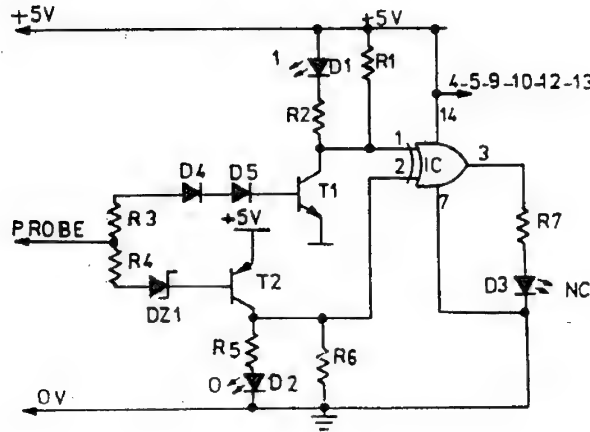 +5V
+5V
1
D1
R1
4-5-9-10-12-13
R2
14
1
2
IC
3
7
D4
D5
T1
R3
+5V
PROBE
R4
T2
R7
DZ1
D3
NC
R5
R6
0
D2
0V